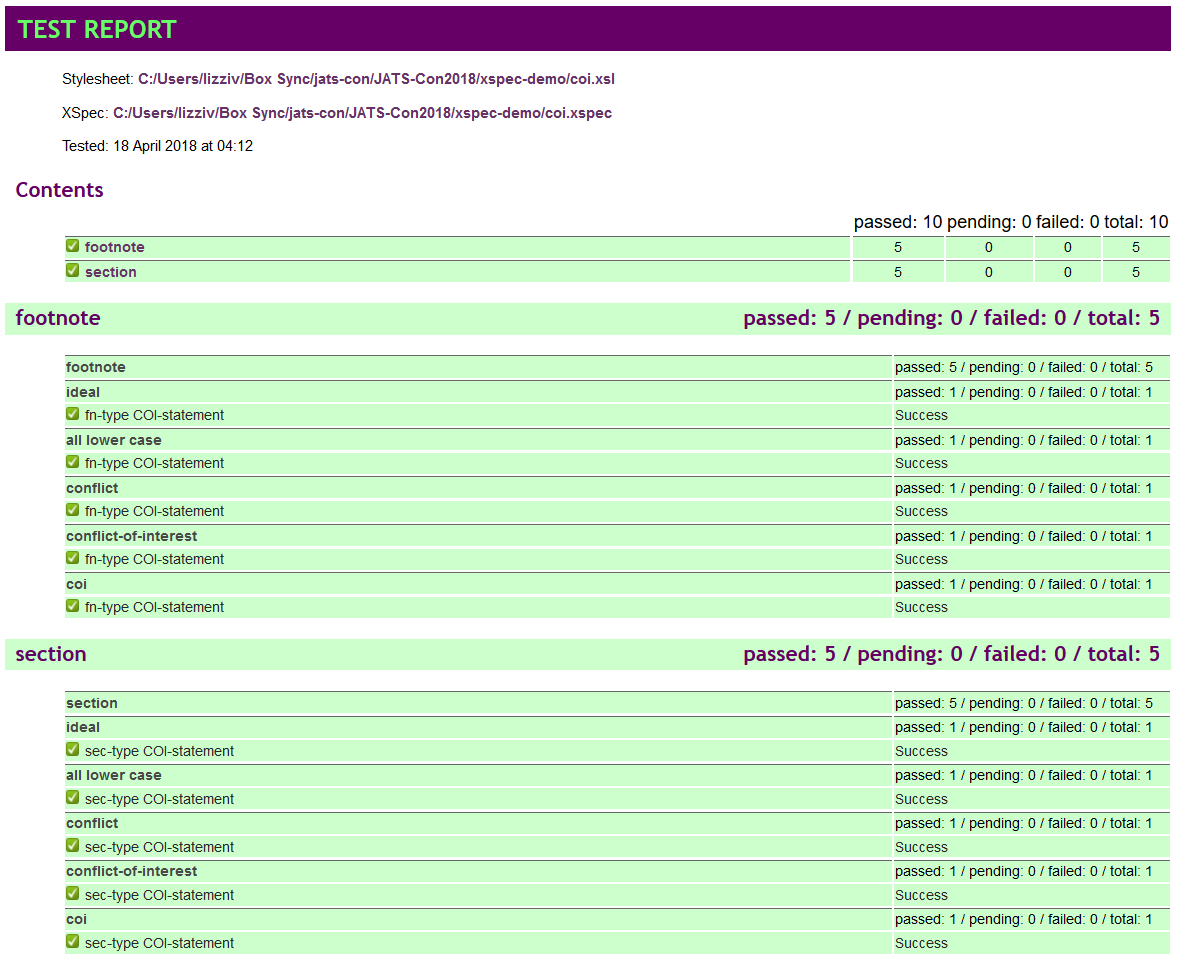 TEST REPORT
Stylesheet: C:/Users/lizziv/Box Sync/jats-con/JATS-Con2018/xspec-demo/coi.xsl
XSpec: C:/Users/lizziv/Box Sync/jats-con/JATS-Con2018/xspec-demo/coi.xspec
Tested: 18 April 2018 at 04:12
Contents
passed: 10 pending: 0 failed: 0 total: 10
footnote 5 0 0 5
section 5 0 0 5
footnote passed: 5 / pending: 0 / failed: 0 / total: 5
footnote passed: 5 / pending: 0 / failed: 0 / total: 5
ideal passed: 1 / pending: 0 / failed: 0 / total: 1
fn-type COI-statement Success
all lower case passed: 1 / pending: 0 / failed: 0 / total: 1
fn-type COI-statement Success
conflict passed: 1 / pending: 0 / failed: 0 / total: 1
fn-type COI-statement Success
conflict-of-interest passed: 1 / pending: 0 / failed: 0 / total: 1
fn-type COI-statement Success
coi passed: 1 / pending: 0 / failed: 0 / total: 1
fn-type COI-statement Success
section passed: 5 / pending: 0 / failed: 0 / total: 5
section passed: 5 / pending: 0 / failed: 0 / total: 5
ideal passed: 1 / pending: 0 / failed: 0 / total: 1
sec-type COI-statement Success
all lower case passed: 1 / pending: 0 / failed: 0 / total: 1
sec-type COI-statement Success
conflict passed: 1 / pending: 0 / failed: 0 / total: 1
sec-type COI-statement Success
conflict-of-interest passed: 1 / pending: 0 / failed: 0 / total: 1
sec-type COI-statement Success
coi passed: 1 / pending: 0 / failed: 0 / total: 1
sec-type COI-statement Success